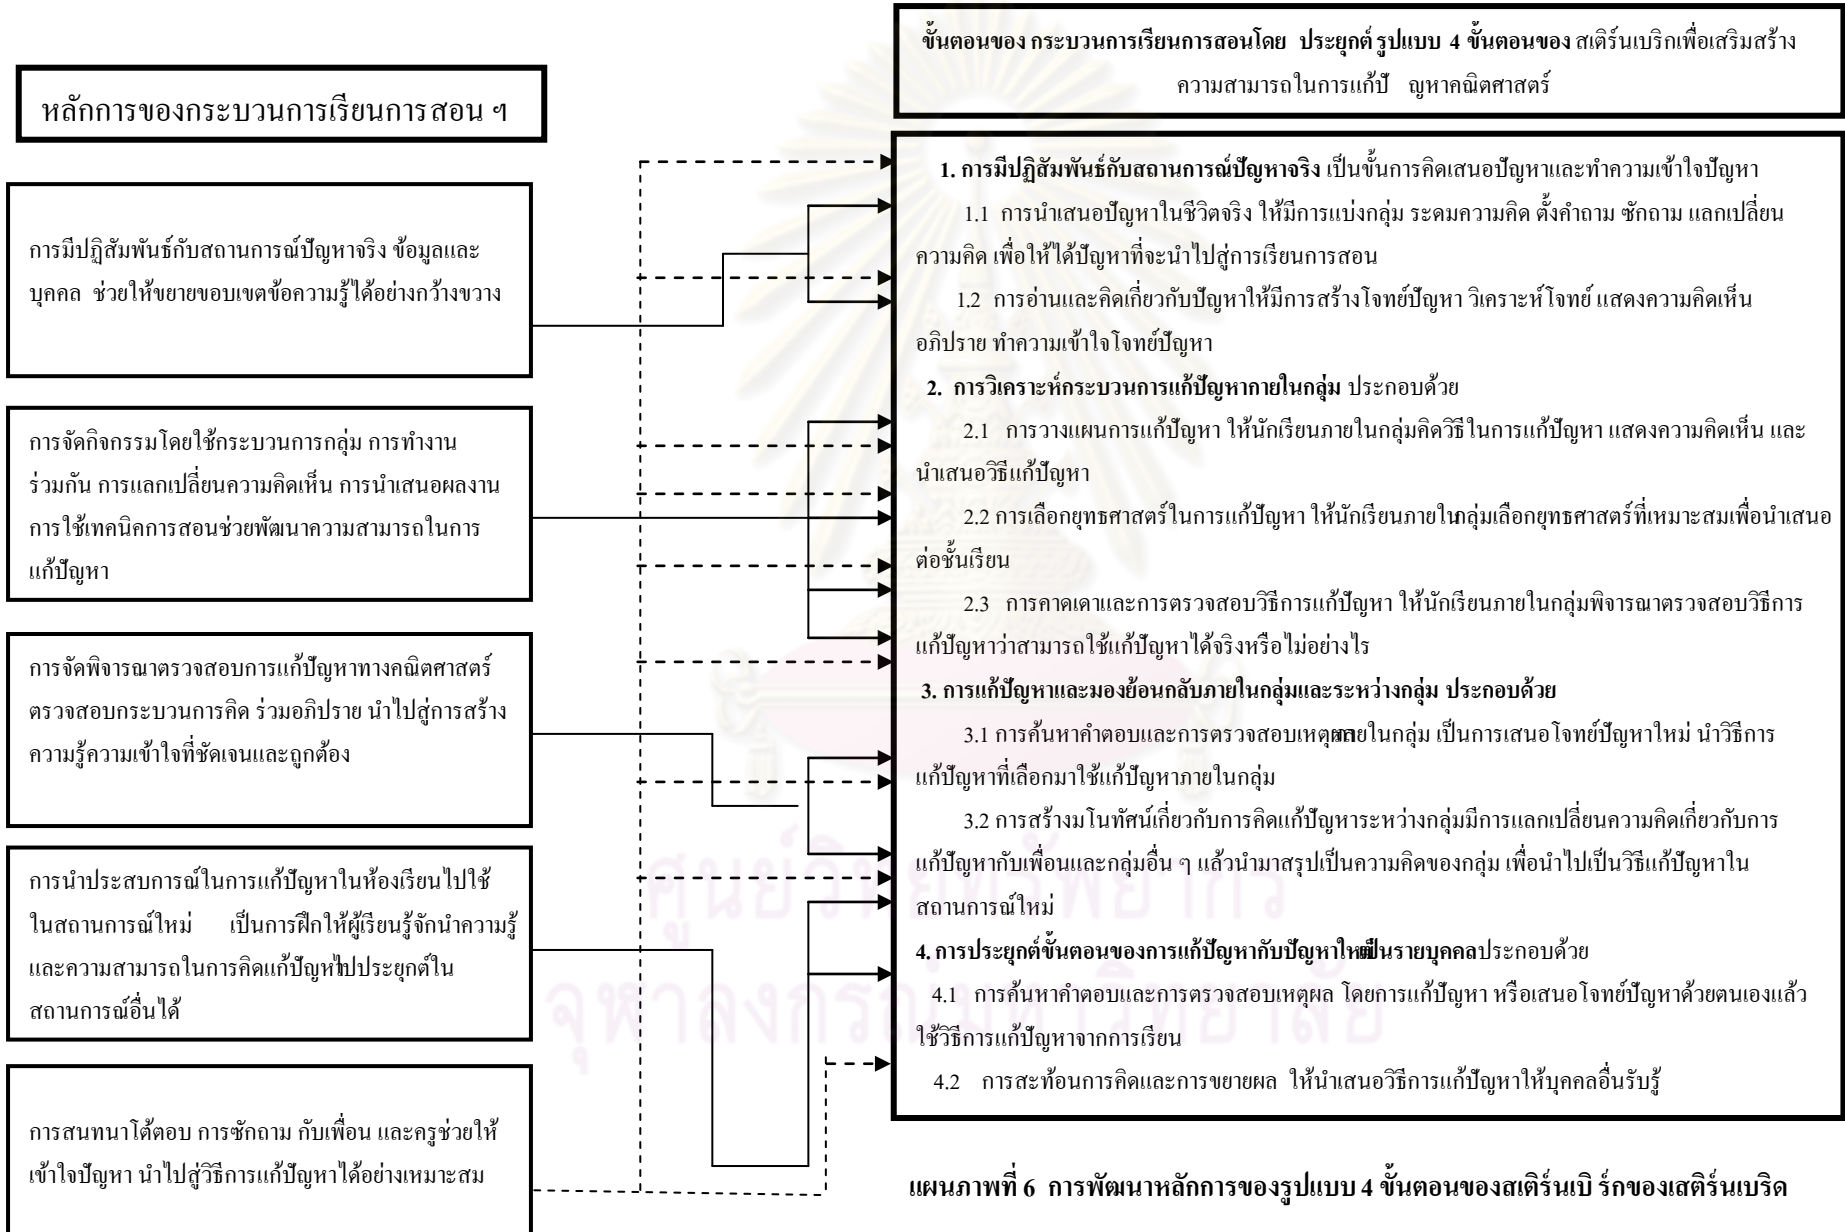 หลักการของกระบวนการเรียนการสอน ฯ
การมีปฏิสัมพันธ์กับสถานการณ์ปัญหาจริง ข้อมูลและ
บุคคล ช่วยให้ขยายขอบเขตข้อความรู้ได้อย่างกว้างขวาง
การจัดกิจกรรมโดยใช้กระบวนการกลุ่ม การทำงาน
ร่วมกัน การแลกเปลี่ยนความคิดเห็น การนำเสนอผลงาน
การใช้เทคนิคการสอนช่วยพัฒนาความสามารถในการ
แก้ปัญหา
การจัดพิจารณาตรวจสอบการแก้ปัญหาทางคณิตศาสตร์
ตรวจสอบกระบวนการคิด ร่วมอภิปราย นำไปสู่การสร้าง
ความรู้ความเข้าใจที่ชัดเจนและถูกต้อง
การนำประสบการณ์ในการแก้ปัญหาในห้องเรียนไปใช้
ในสถานการณ์ใหม่ เป็นการฝึกให้ผู้เรียนรู้จักนำความรู้
และความสามารถในการคิดแก้ปัญหาไปประยุกต์ใน
สถานการณ์อื่นได้
การสนทนาโต้ตอบ การซักถาม กับเพื่อน และครูช่วยให้
เข้าใจปัญหา นำไปสู่วิธีการแก้ปัญหาได้อย่างเหมาะสม
ขั้นตอนของ กระบวนการเรียนการสอนโดย ประยุกต์ รูปแบบ 4 ขั้นตอนของ สเติร์นเบริกเพื่อเสริมสร้าง
ความสามารถในการแก้ปั ญหาคณิตศาสตร์
1. การมีปฏิสัมพันธ์กับสถานการณ์ปัญหาจริง เป็นขั้นการคิดเสนอปัญหาและทำความเข้าใจปัญหา
1.1 การนำเสนอปัญหาในชีวิตจริง ให้มีการแบ่งกลุ่ม ระดมความคิด ตั้งคำถาม ซักถาม แลกเปลี่ยน
ความคิด เพื่อให้ได้ปัญหาที่จะนำไปสู่การเรียนการสอน
1.2 การอ่านและคิดเกี่ยวกับปัญหาให้มีการสร้างโจทย์ปัญหา วิเคราะห์โจทย์ แสดงความคิดเห็น
อภิปราย ทำความเข้าใจโจทย์ปัญหา
2. การวิเคราะห์กระบวนการแก้ปัญหาภายในกลุ่ม ประกอบด้วย
2.1 การวางแผนการแก้ปัญหา ให้นักเรียนภายในกลุ่มคิดวิธีในการแก้ปัญหา แสดงความคิดเห็น และ
นำเสนอวิธีแก้ปัญหา
2.2 การเลือกยุทธศาสตร์ในการแก้ปัญหา ให้นักเรียนภายในกลุ่มเลือกยุทธศาสตร์ที่เหมาะสมเพื่อนำเสนอ
ต่อชั้นเรียน
2.3 การคาดเดาและการตรวจสอบวิธีการแก้ปัญหา ให้นักเรียนภายในกลุ่มพิจารณาตรวจสอบวิธีการ
แก้ปัญหาว่าสามารถใช้แก้ปัญหาได้จริงหรือไม่อย่างไร
3. การแก้ปัญหาและมองย้อนกลับภายในกลุ่มและระหว่างกลุ่ม ประกอบด้วย
3.1 การค้นหาคำตอบและการตรวจสอบเหตุผลภายในกลุ่ม เป็นการเสนอโจทย์ปัญหาใหม่ นำวิธีการ
แก้ปัญหาที่เลือกมาใช้แก้ปัญหาภายในกลุ่ม
3.2 การสร้างมโนทัศน์เกี่ยวกับการคิดแก้ปัญหาระหว่างกลุ่มมีการแลกเปลี่ยนความคิดเกี่ยวกับการ
แก้ปัญหากับเพื่อนและกลุ่มอื่น ๆ แล้วนำมาสรุปเป็นความคิดของกลุ่ม เพื่อนำไปเป็นวิธีแก้ปัญหาใน
สถานการณ์ใหม่
4. การประยุกต์ขั้นตอนของการแก้ปัญหากับปัญหาใหม่เป็นรายบุคคลประกอบด้วย
4.1 การค้นหาคำตอบและการตรวจสอบเหตุผล โดยการแก้ปัญหา หรือเสนอโจทย์ปัญหาด้วยตนเองแล้ว
ใช้วิธีการแก้ปัญหาจากการเรียน
4.2 การสะท้อนการคิดและการขยายผล ให้นำเสนอวิธีการแก้ปัญหาให้บุคคลอื่นรับรู้
ศูนย์วิทยทรัพยากร
จุฬาลงกรณ์มหาวิทยาลัย
แผนภาพที่ 6 การพัฒนาหลักการของรูปแบบ 4 ขั้นตอนของสเติร์นเบิ ร์กของเสติร์นเบริด